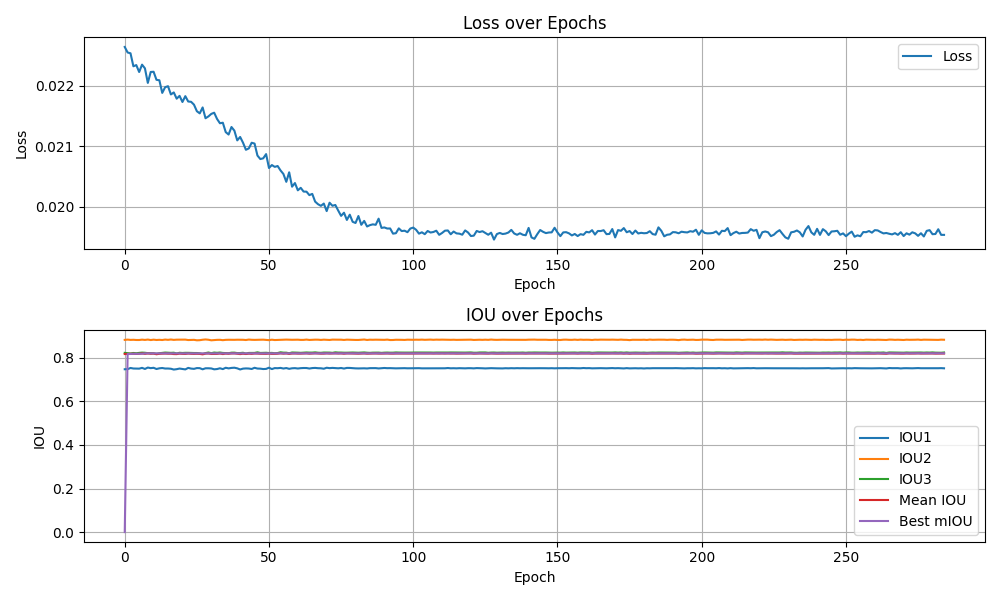 Loss over Epochs
Loss
0.022
0.021
0.020
Loss
0 50 100 150 200 250
Epoch
IOU over Epochs
0.8
0.6
0.4
0.2
0.0
IOU
IOU1
IOU2
IOU3
Mean IOU
Best mIOU
0 50 100 150 200 250
Epoch